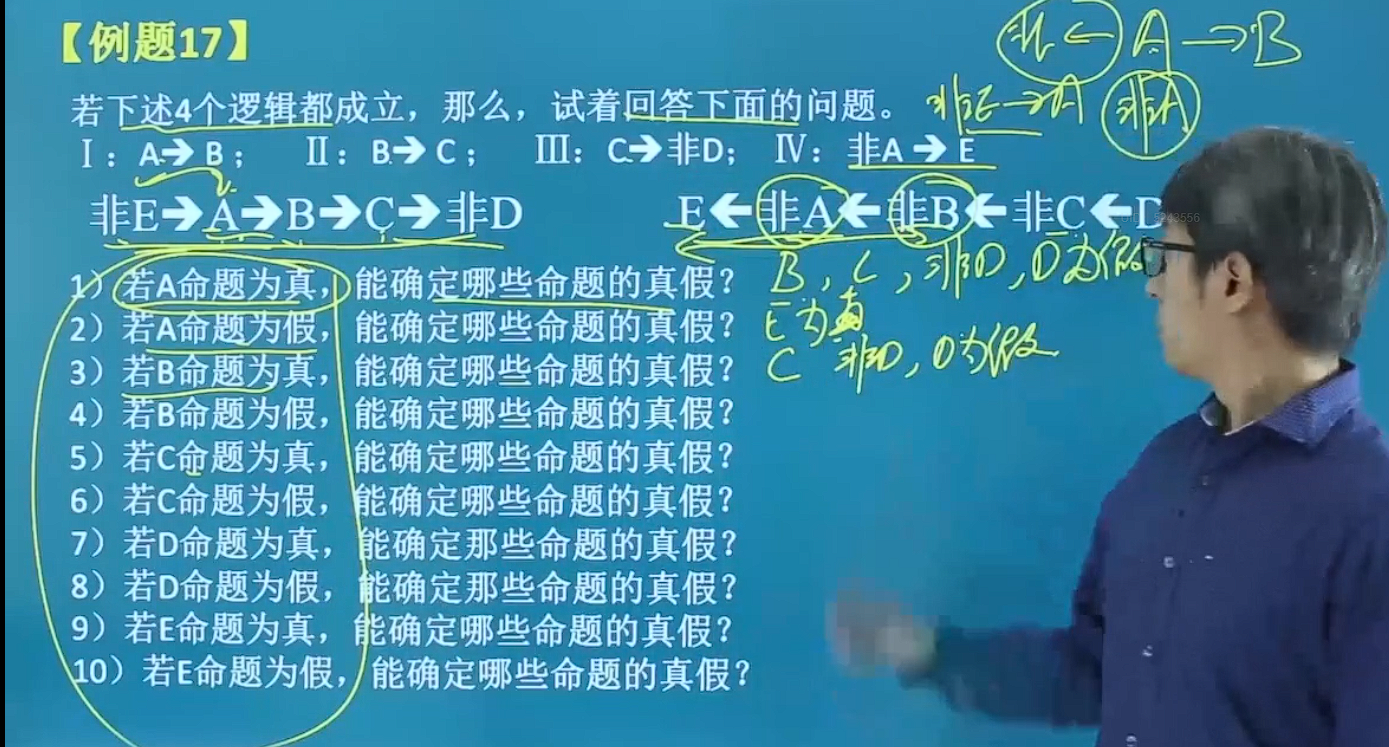 【例题17】
非 ← A → B
若下述4个逻辑都成立，那么，试着回答下面的问题。 非E → A 非A
Ⅰ：A→B； Ⅱ：B→C； Ⅲ：C→非D； Ⅳ：非A→E
非E→A→B→C→非D E←非A←非B←非C←D
1）若A命题为真，能确定哪些命题的真假？ B，C，非D，D为假
2）若A命题为假，能确定哪些命题的真假？ E为真
3）若B命题为真，能确定哪些命题的真假？ C 非D，D为假
4）若B命题为假，能确定哪些命题的真假？
5）若C命题为真，能确定哪些命题的真假？
6）若C命题为假，能确定哪些命题的真假？
7）若D命题为真，能确定那些命题的真假？
8）若D命题为假，能确定那些命题的真假？
9）若E命题为真，能确定哪些命题的真假？
10）若E命题为假，能确定哪些命题的真假？